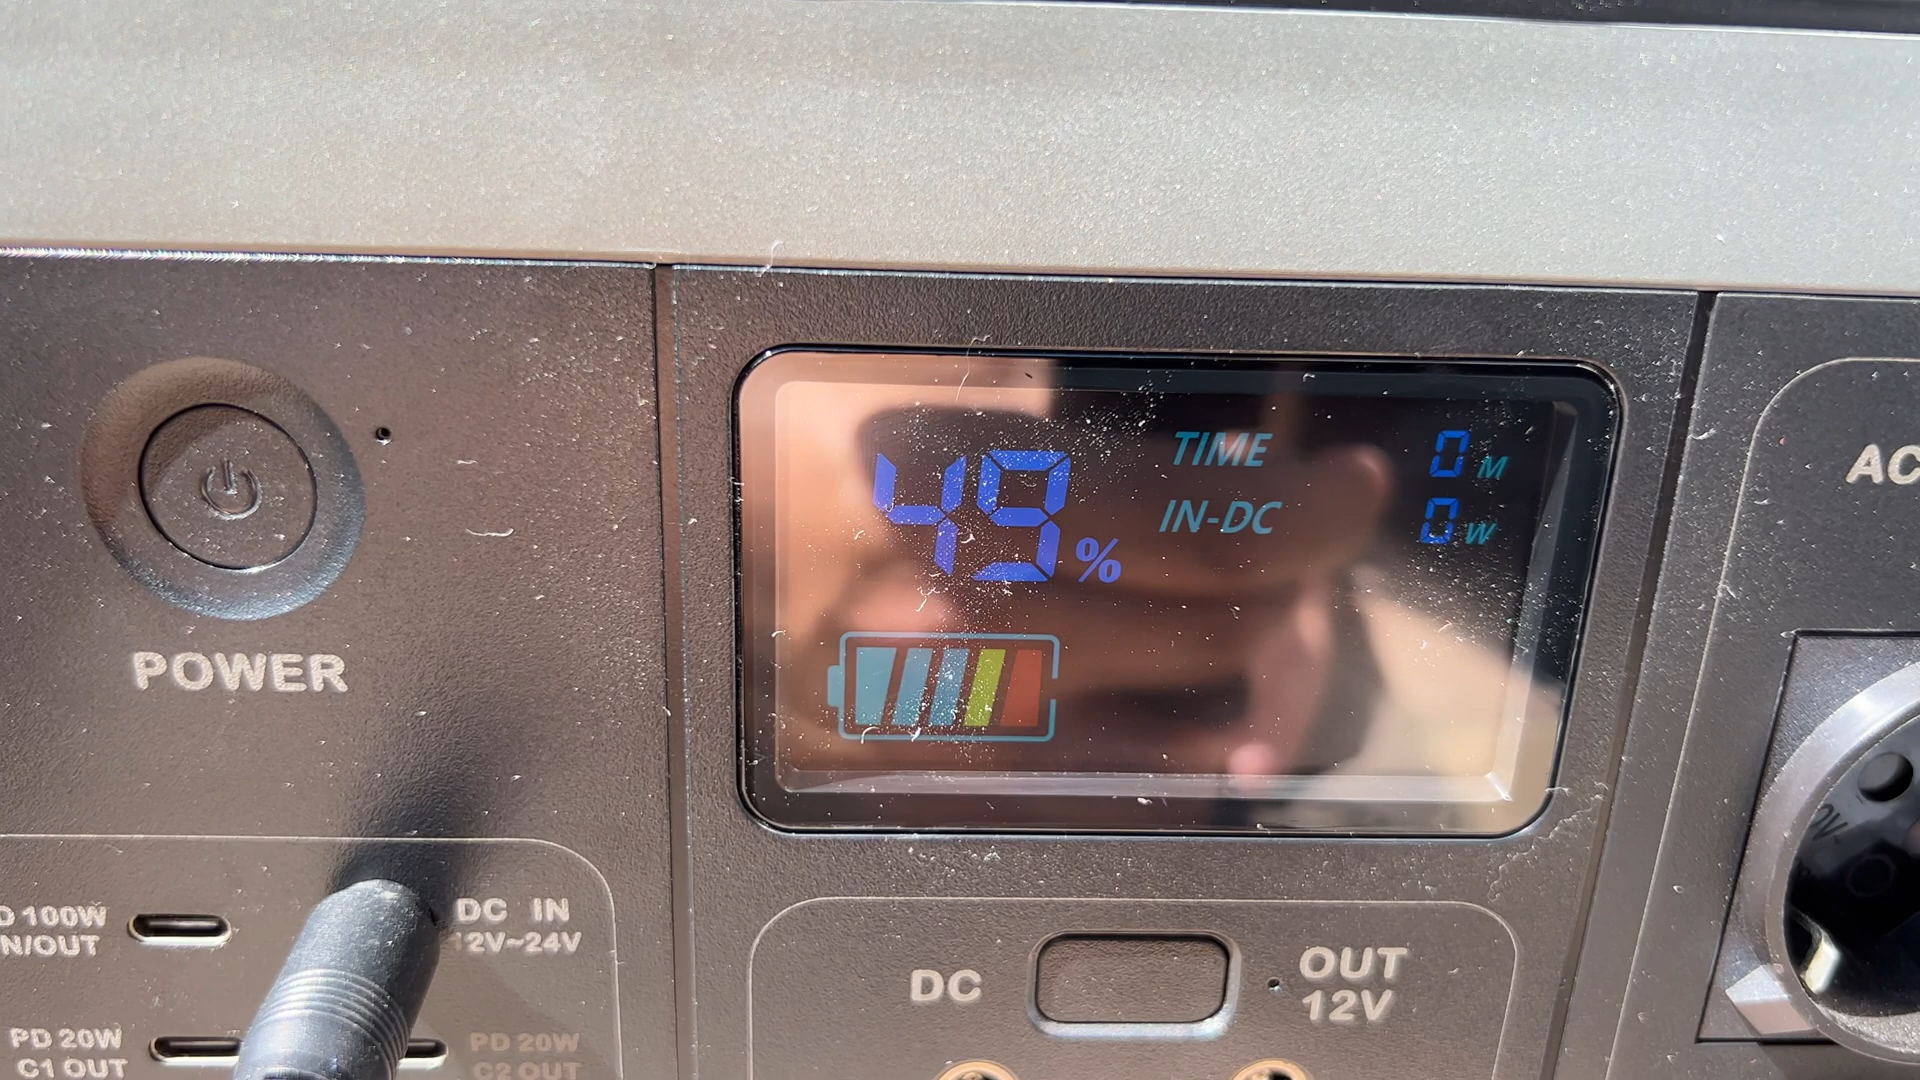 49%
TIME 0 M
IN-DC 0 W
POWER
AC
100W
DC IN
12V~24V
N/OUT
PD 20W
C1 OUT
PD 20W
C2 OUT
DC
OUT
12V